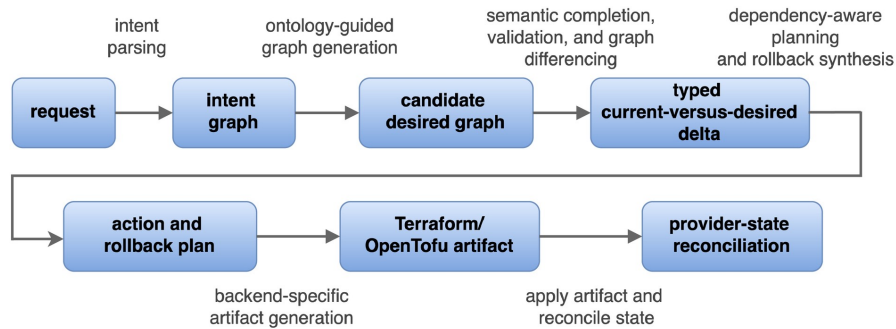 intent
parsing
ontology-guided
graph generation
semantic completion,
validation, and graph
differencing
dependency-aware
planning
and rollback synthesis
request
intent
graph
candidate
desired graph
typed
current-versus-desired
delta
action and
rollback plan
Terraform/
OpenTofu artifact
provider-state
reconciliation
backend-specific
artifact generation
apply artifact and
reconcile state